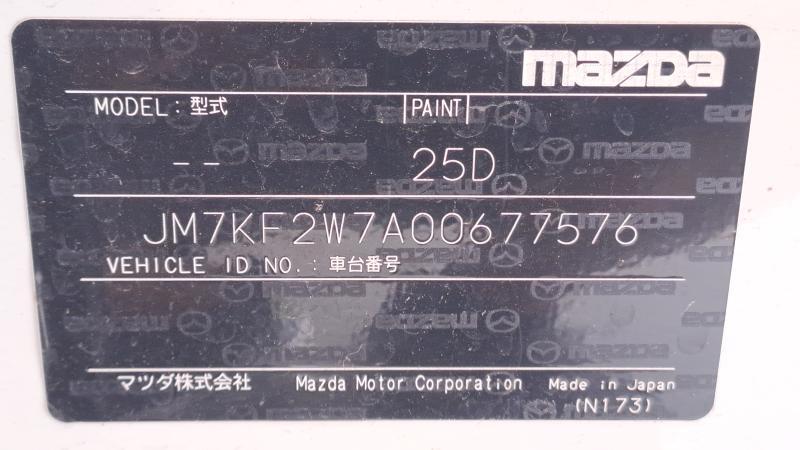 mazda
MODEL: 型式 PAINT
-- 25D
JM7KF2W7A00677576
VEHICLE ID NO.: 車台番号
マツダ株式会社 Mazda Motor Corporation Made in Japan
(N173)